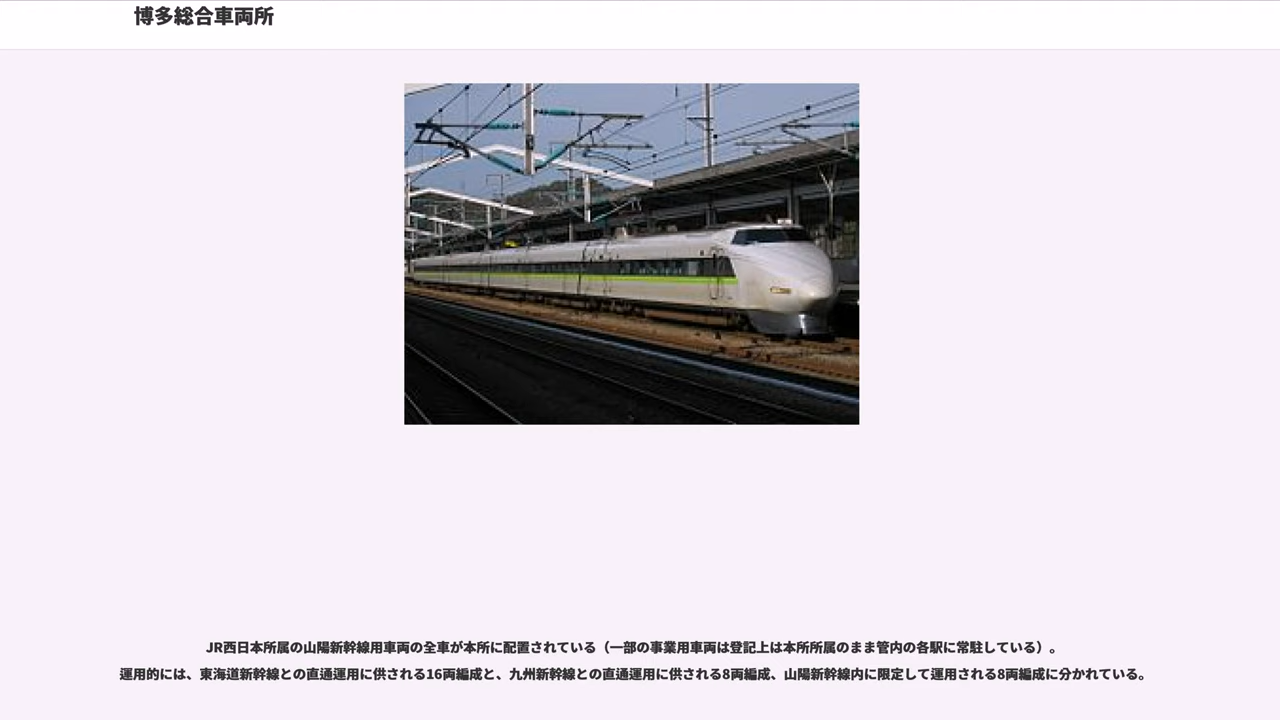 博多総合車両所
JR西日本所属の山陽新幹線用車両の全車が本所に配置されている（一部の事業用車両は登記上は本所所属のまま管内の各駅に常駐している）。
運用的には、東海道新幹線との直通運用に供される16両編成と、九州新幹線との直通運用に供される8両編成、山陽新幹線内に限定して運用される8両編成に分かれている。